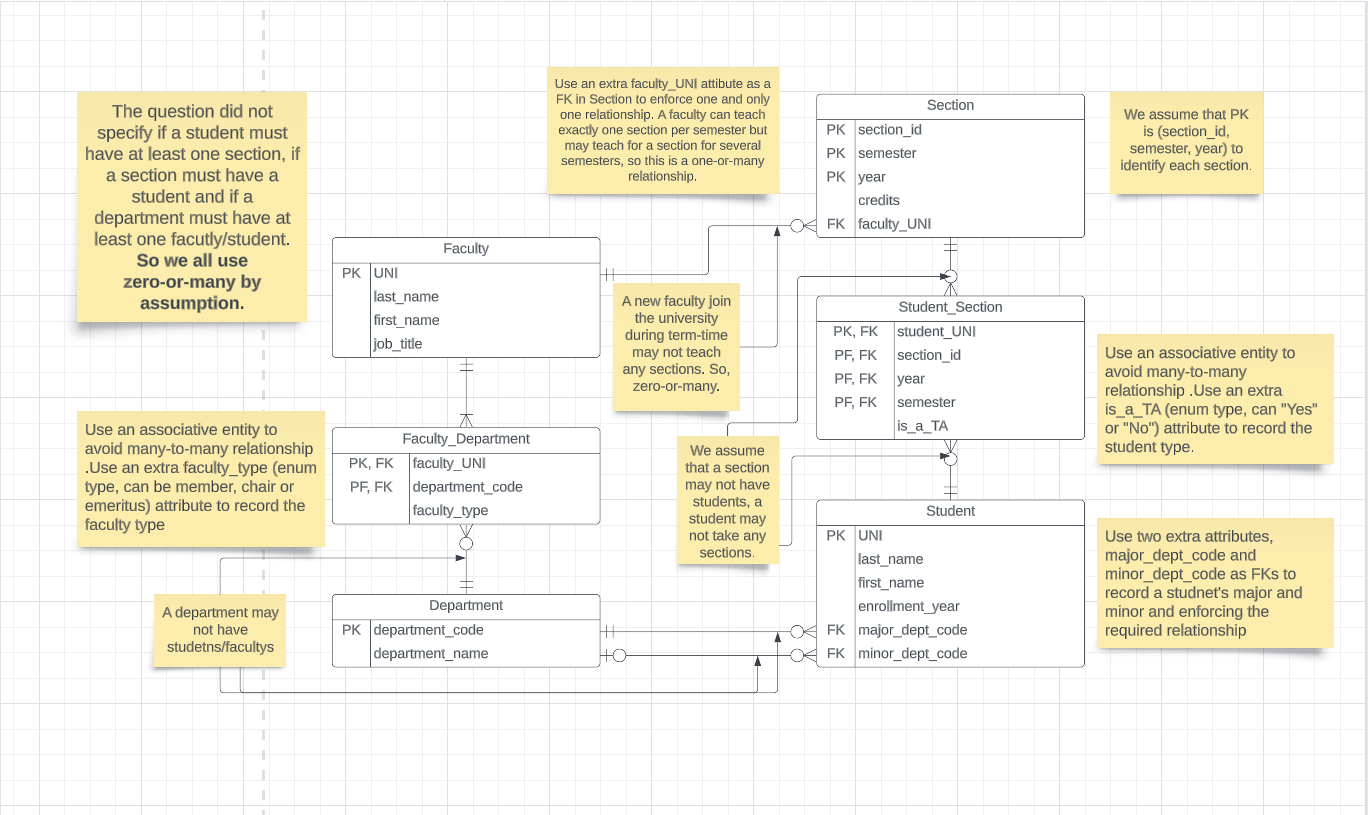 The question did not
specify if a student must
have at least one section, if
a section must have a
student and if a
department must have at
least one facutly/student.
So we all use
zero-or-many by
assumption.
Use an extra faculty_UNI attibute as a
FK in Section to enforce one and only
one relationship. A faculty can teach
exactly one section per semester but
may teach for a section for several
semesters, so this is a one-or-many
relationship.
Section
PK section_id
PK semester
PK year
credits
FK faculty_UNI
We assume that PK
is (section_id,
semester, year) to
identify each section.
Faculty
PK UNI
last_name
first_name
job_title
A new faculty join
the university
during term-time
may not teach
any sections. So,
zero-or-many.
Student_Section
PK, FK student_UNI
PF, FK section_id
PF, FK year
PF, FK semester
is_a_TA
Use an associative entity to
avoid many-to-many
relationship .Use an extra
is_a_TA (enum type, can "Yes"
or "No") attribute to record the
student type.
Use an associative entity to
avoid many-to-many relationship
.Use an extra faculty_type (enum
type, can be member, chair or
emeritus) attribute to record the
faculty type
Faculty_Department
PK, FK faculty_UNI
PF, FK department_code
faculty_type
We assume
that a section
may not have
students, a
student may
not take any
sections.
Student
PK UNI
last_name
first_name
enrollment_year
FK major_dept_code
FK minor_dept_code
Use two extra attributes,
major_dept_code and
minor_dept_code as FKs to
record a studnet's major and
minor and enforcing the
required relationship
A department may
not have
studetns/facultys
Department
PK department_code
department_name